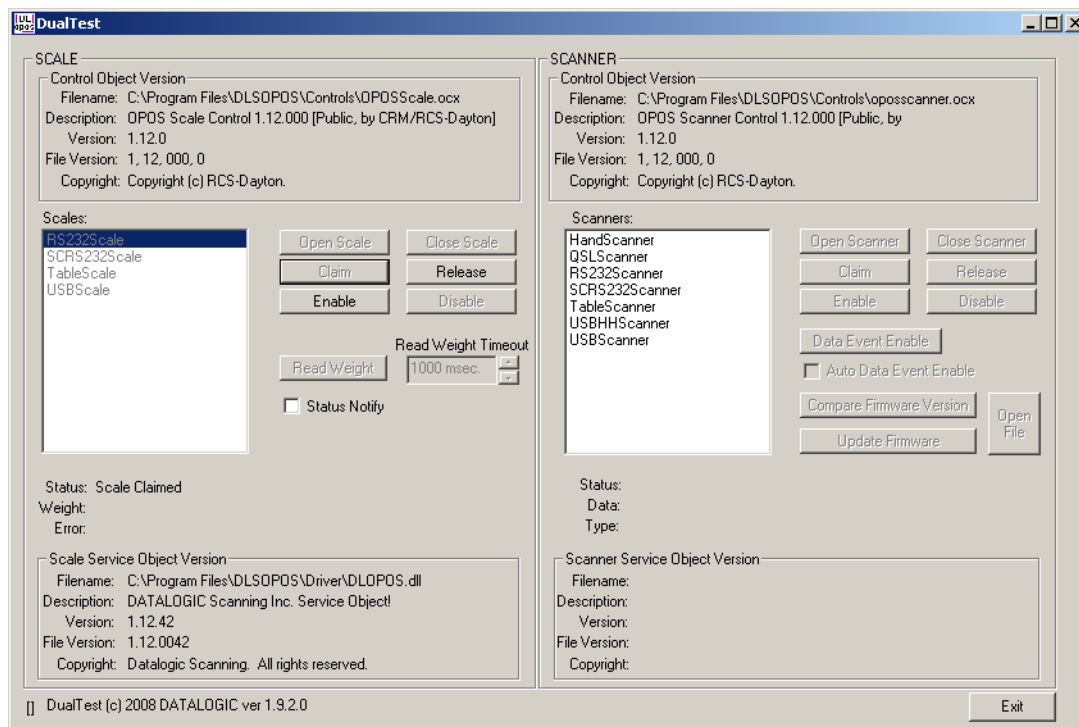 DualTest
SCALE
Control Object Version
Filename: C:\Program Files\DLSOPOS\Controls\OPOSScale.ocx
Description: OPOS Scale Control 1.12.000 [Public, by CRM/RCS-Dayton]
Version: 1.12.0
File Version: 1, 12, 000, 0
Copyright: Copyright (c) RCS-Dayton.
Scales:
RS232Scale
SCRS232Scale
TableScale
USBScale
Open Scale
Close Scale
Claim
Release
Enable
Disable
Read Weight Timeout
Read Weight
1000 msec.
Status Notify
Status: Scale Claimed
Weight:
Error:
Scale Service Object Version
Filename: C:\Program Files\DLSOPOS\Driver\DLOPOS.dll
Description: DATALOGIC Scanning Inc. Service Object!
Version: 1.12.42
File Version: 1.12.0042
Copyright: Datalogic Scanning. All rights reserved.
SCANNER
Control Object Version
Filename: C:\Program Files\DLSOPOS\Controls\oposscanner.ocx
Description: OPOS Scanner Control 1.12.000 [Public, by
Version: 1.12.0
File Version: 1, 12, 000, 0
Copyright: Copyright (c) RCS-Dayton.
Scanners:
HandScanner
QSLScanner
RS232Scanner
SCRS232Scanner
TableScanner
USBHHScanner
USBScanner
Open Scanner
Close Scanner
Claim
Release
Enable
Disable
Data Event Enable
Auto Data Event Enable
Compare Firmware Version
Update Firmware
Open
File
Status:
Data:
Type:
Scanner Service Object Version
Filename:
Description:
Version:
File Version:
Copyright:
[] DualTest (c) 2008 DATALOGIC ver 1.9.2.0
Exit